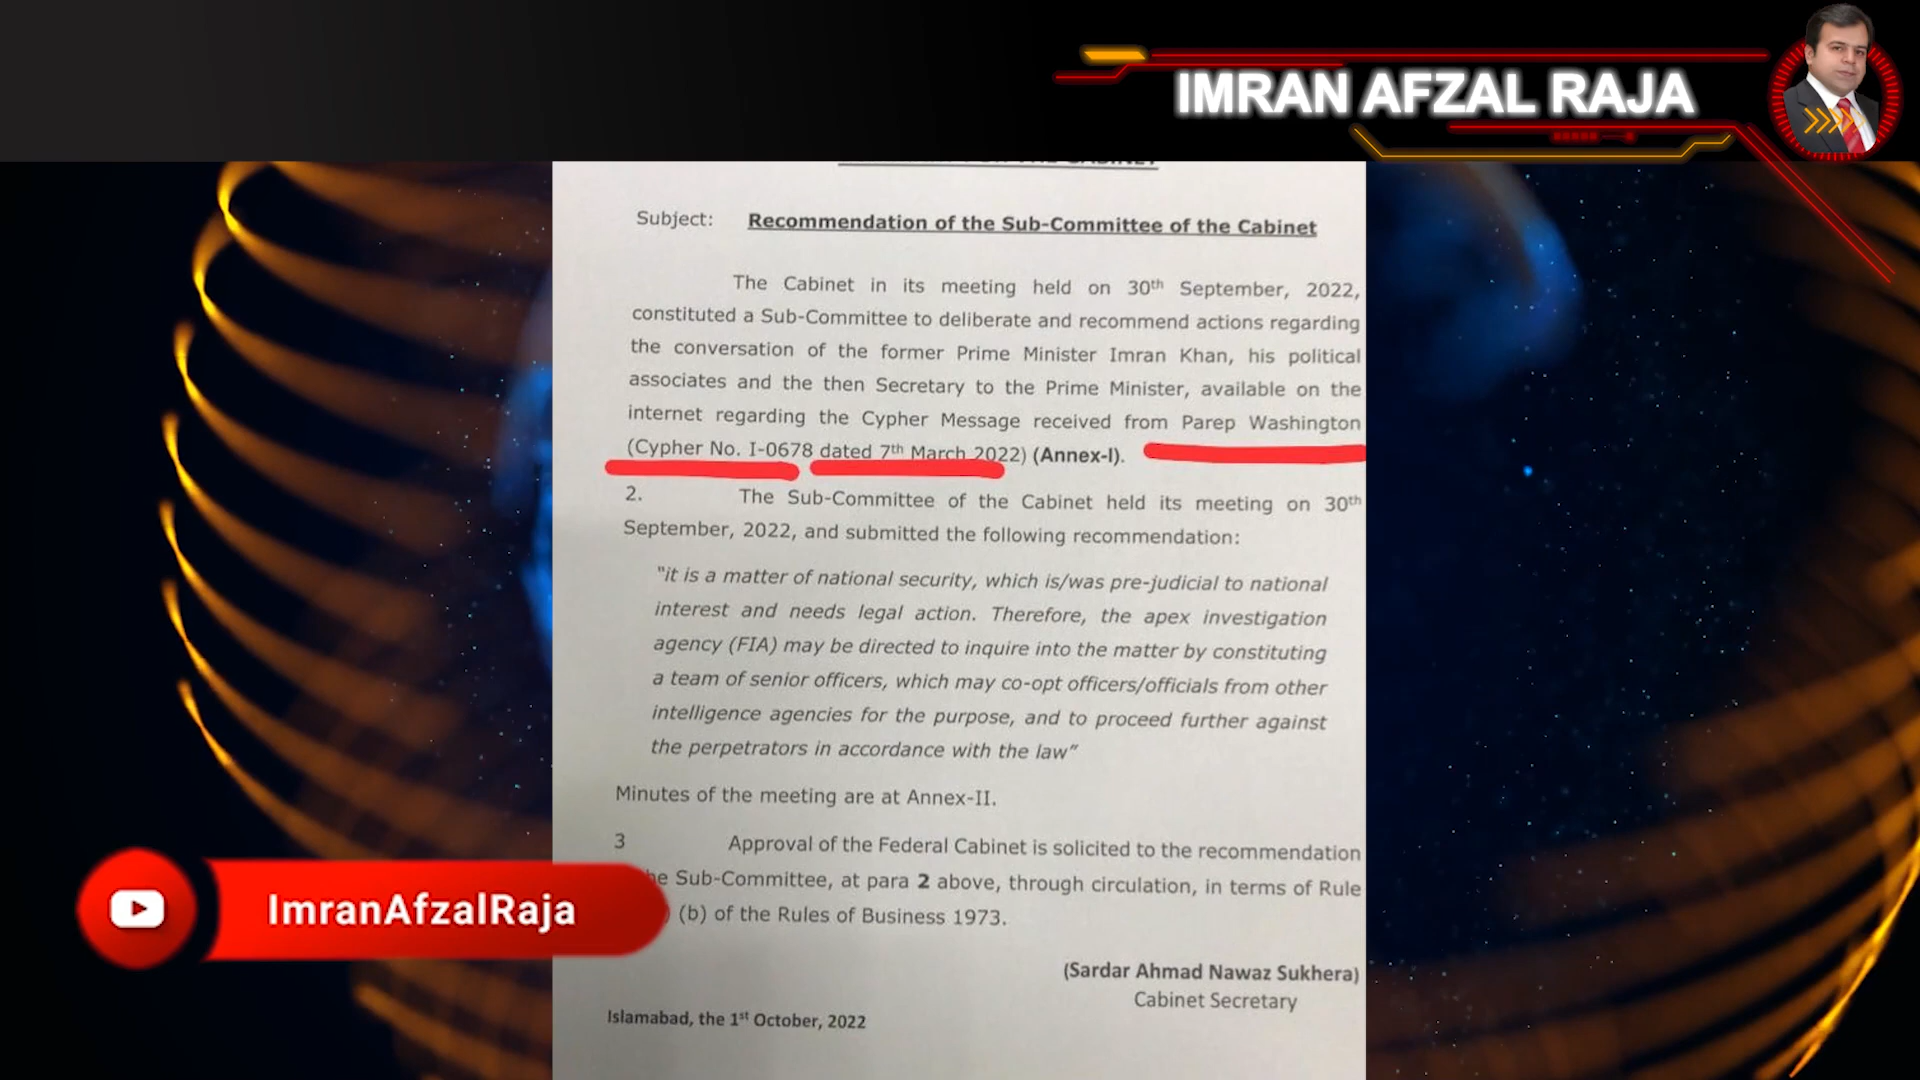 IMRAN AFZAL RAJA
Subject: Recommendation of the Sub-Committee of the Cabinet
The Cabinet in its meeting held on 30th September, 2022,
constituted a Sub-Committee to deliberate and recommend actions regarding
the conversation of the former Prime Minister Imran Khan, his political
associates and the then Secretary to the Prime Minister, available on the
internet regarding the Cypher Message received from Parep Washington
(Cypher No. I-0678 dated 7th March 2022) (Annex-I).
2. The Sub-Committee of the Cabinet held its meeting on 30th
September, 2022, and submitted the following recommendation:
"it is a matter of national security, which is/was pre-judicial to national
interest and needs legal action. Therefore, the apex investigation
agency (FIA) may be directed to inquire into the matter by constituting
a team of senior officers, which may co-opt officers/officials from other
intelligence agencies for the purpose, and to proceed further against
the perpetrators in accordance with the law"
Minutes of the meeting are at Annex-II.
3 Approval of the Federal Cabinet is solicited to the recommendation
Sub-Committee, at para 2 above, through circulation, in terms of Rule
(b) of the Rules of Business 1973.
ImranAfzalRaja
(Sardar Ahmad Nawaz Sukhera)
Cabinet Secretary
Islamabad, the 1st October, 2022